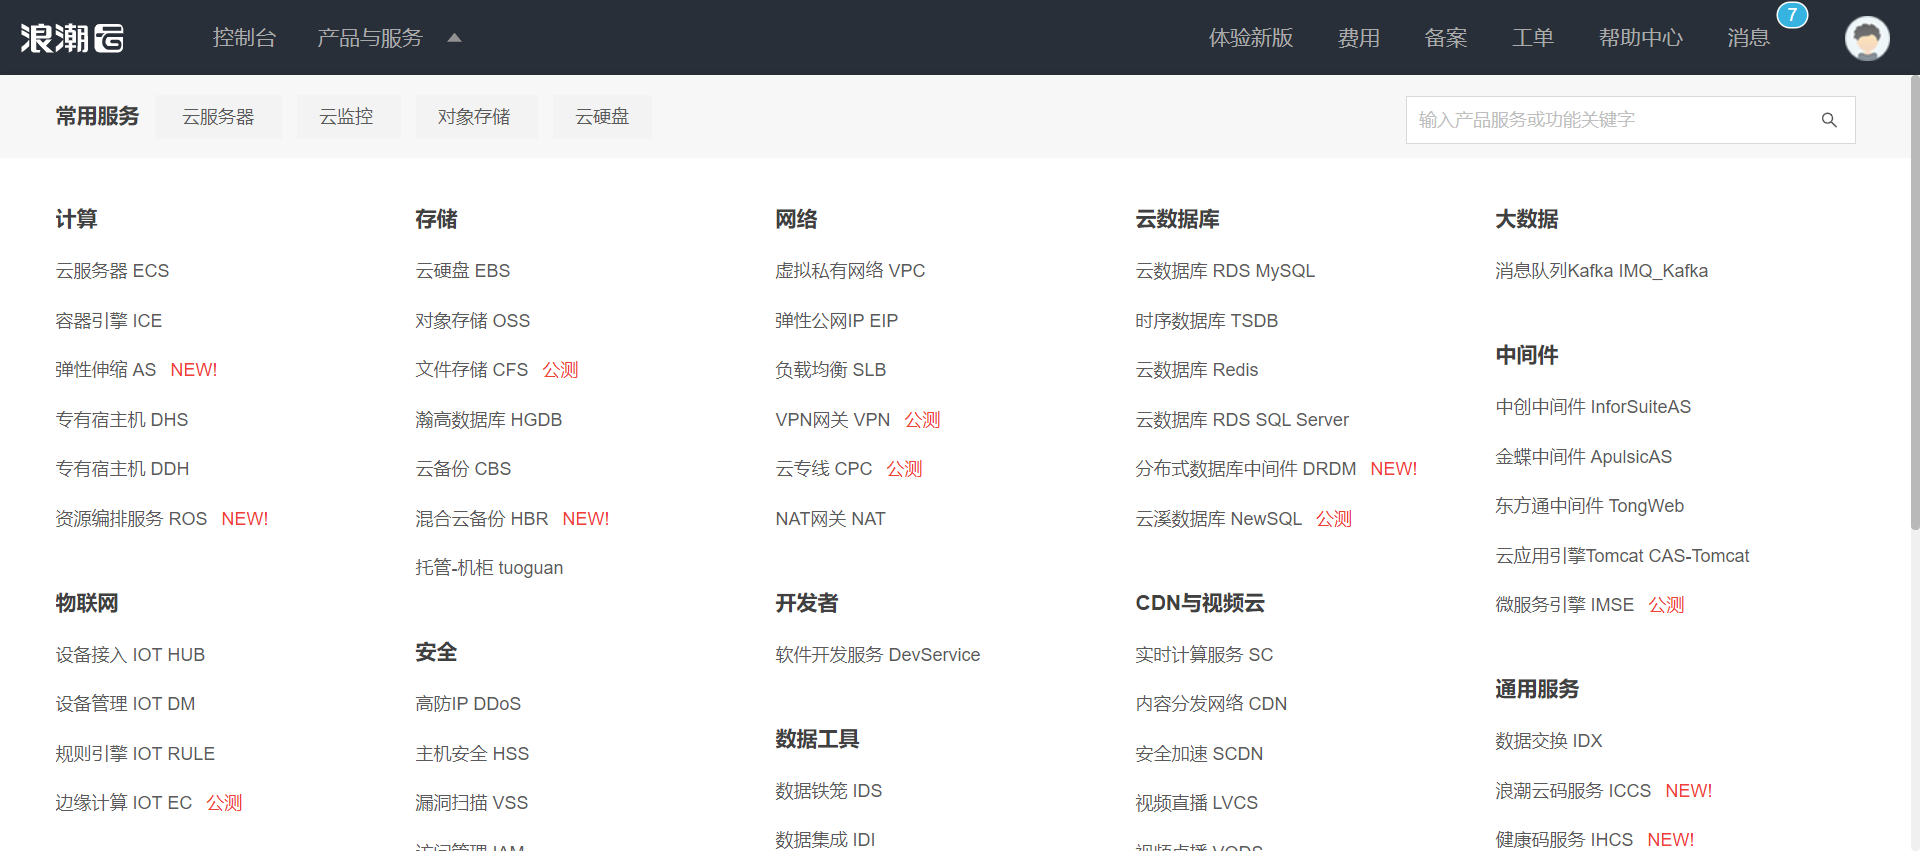 浪潮云
控制台
产品与服务
体验新版
费用
备案
工单
帮助中心
消息
7
常用服务
云服务器
云监控
对象存储
云硬盘
输入产品服务或功能关键字
计算
云服务器 ECS
容器引擎 ICE
弹性伸缩 AS NEW!
专有宿主机 DHS
专有宿主机 DDH
资源编排服务 ROS NEW!
物联网
设备接入 IOT HUB
设备管理 IOT DM
规则引擎 IOT RULE
边缘计算 IOT EC 公测
存储
云硬盘 EBS
对象存储 OSS
文件存储 CFS 公测
瀚高数据库 HGDB
云备份 CBS
混合云备份 HBR NEW!
托管-机柜 tuoguan
安全
高防IP DDoS
主机安全 HSS
漏洞扫描 VSS
访问管理 IAM
网络
虚拟私有网络 VPC
弹性公网IP EIP
负载均衡 SLB
VPN网关 VPN 公测
云专线 CPC 公测
NAT网关 NAT
开发者
软件开发服务 DevService
数据工具
数据铁笼 IDS
数据集成 IDI
云数据库
云数据库 RDS MySQL
时序数据库 TSDB
云数据库 Redis
云数据库 RDS SQL Server
分布式数据库中间件 DRDM NEW!
云溪数据库 NewSQL 公测
CDN与视频云
实时计算服务 SC
内容分发网络 CDN
安全加速 SCDN
视频直播 LVCS
视频点播 VODS
大数据
消息队列Kafka IMQ_Kafka
中间件
中创中间件 InforSuiteAS
金蝶中间件 ApulsicAS
东方通中间件 TongWeb
云应用引擎Tomcat CAS-Tomcat
微服务引擎 IMSE 公测
通用服务
数据交换 IDX
浪潮云码服务 ICCS NEW!
健康码服务 IHCS NEW!